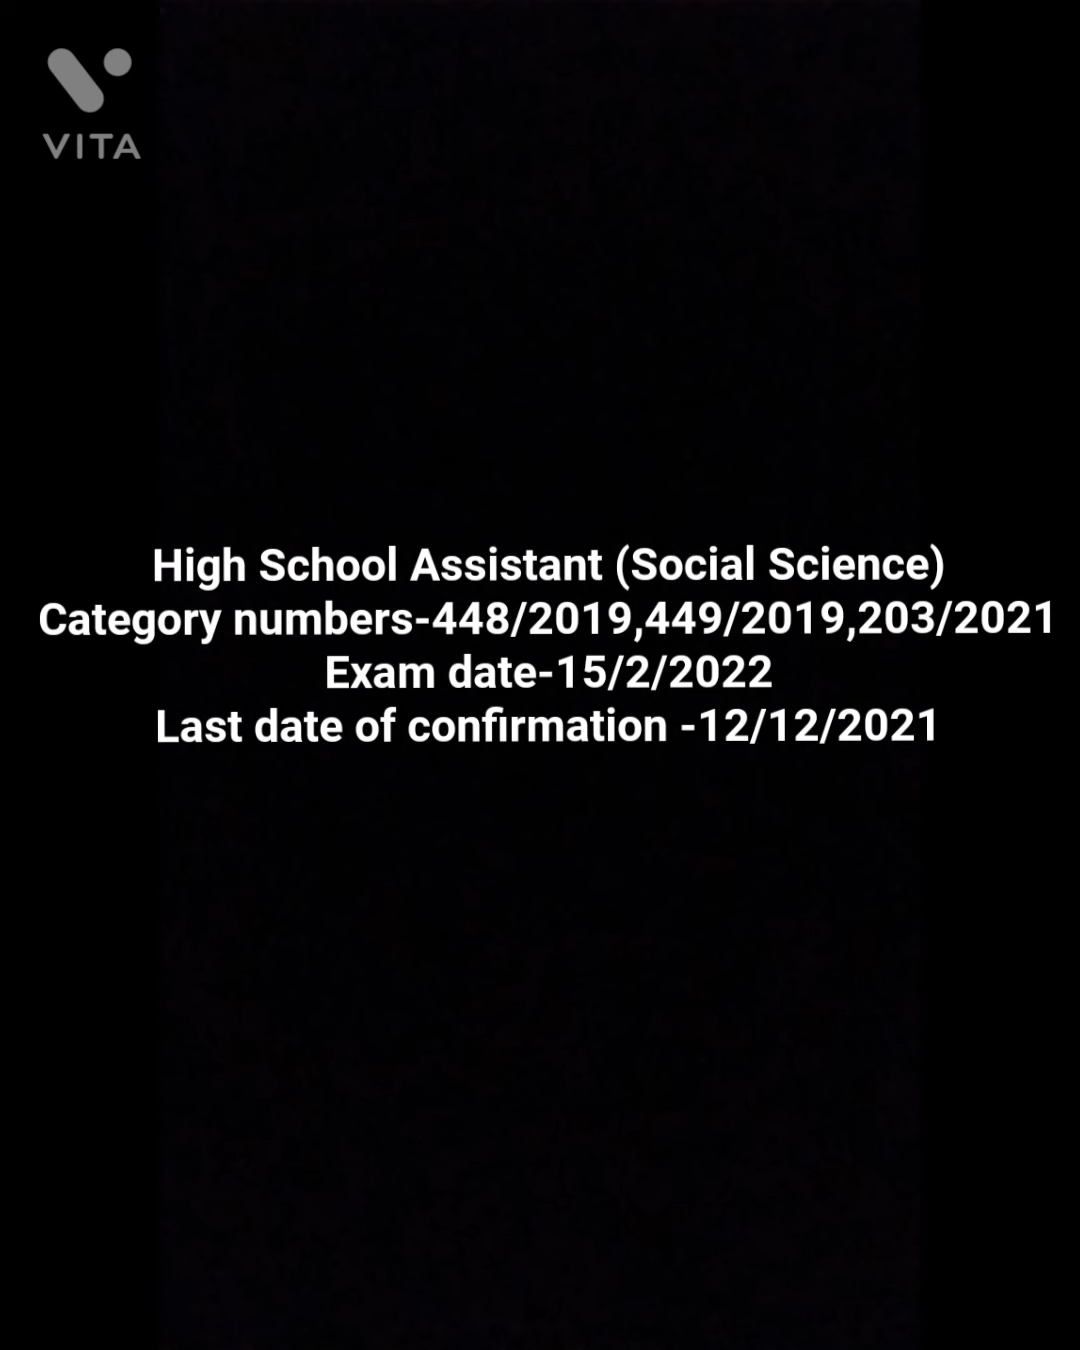 VITA
High School Assistant (Social Science)
Category numbers-448/2019,449/2019,203/2021
Exam date-15/2/2022
Last date of confirmation -12/12/2021